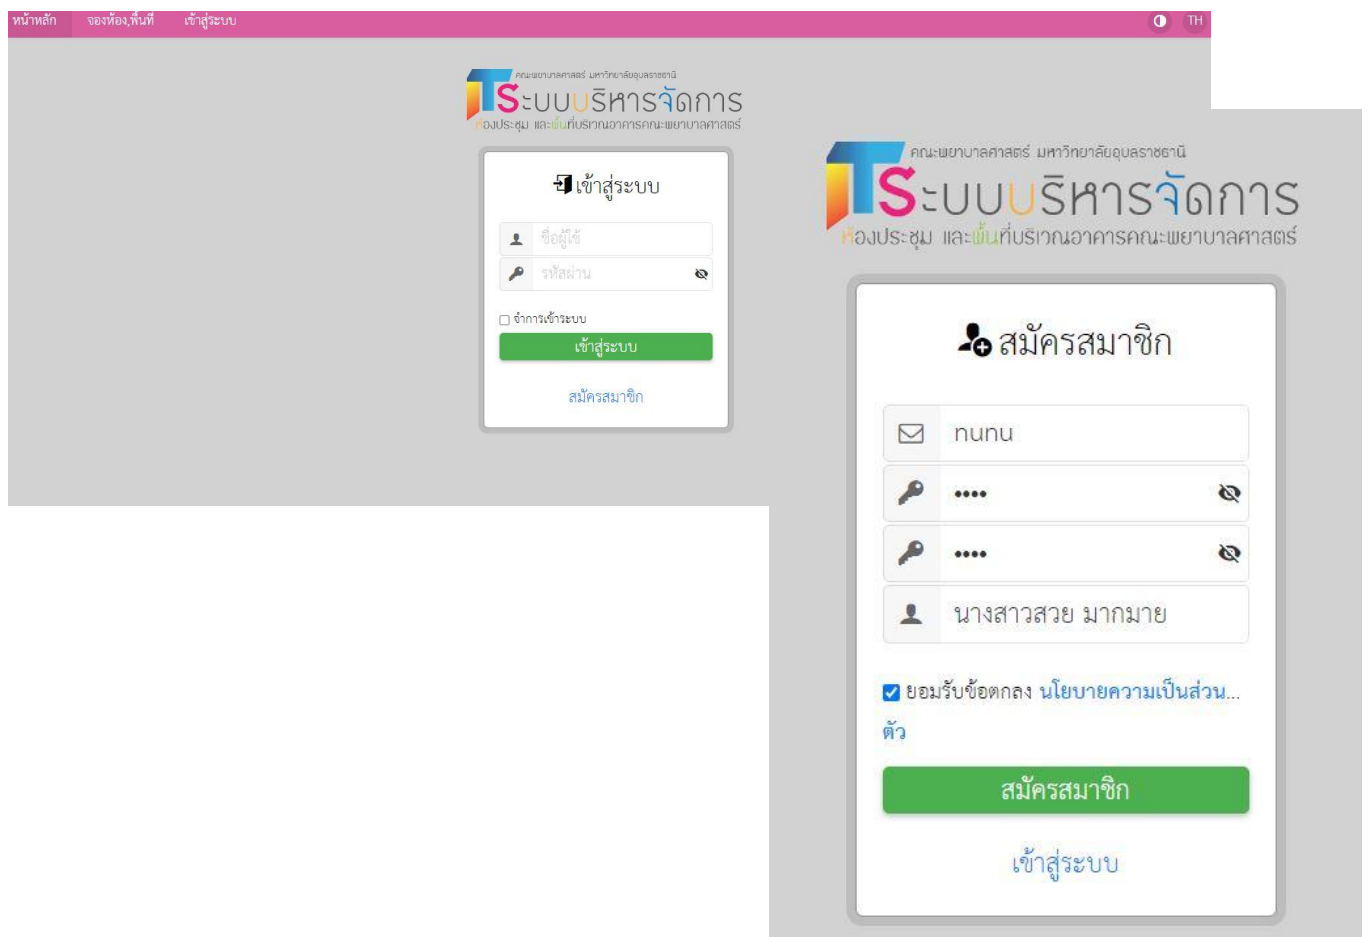 หน้าหลัก จองห้อง,พื้นที่ เข้าสู่ระบบ TH
คณะพยาบาลศาสตร์ มหาวิทยาลัยอุบลราชธานี
ระบบบริหารจัดการ
ห้องประชุม และพื้นที่บริเวณอาคารคณะพยาบาลศาสตร์
เข้าสู่ระบบ
ชื่อผู้ใช้
รหัสผ่าน
จำการเข้าระบบ
เข้าสู่ระบบ
สมัครสมาชิก
คณะพยาบาลศาสตร์ มหาวิทยาลัยอุบลราชธานี
ระบบบริหารจัดการ
ห้องประชุม และพื้นที่บริเวณอาคารคณะพยาบาลศาสตร์
สมัครสมาชิก
ทนทน
••••
••••
นางสาวสวย มากมาย
ยอมรับข้อตกลง นโยบายความเป็นส่วน...
ตัว
สมัครสมาชิก
เข้าสู่ระบบ